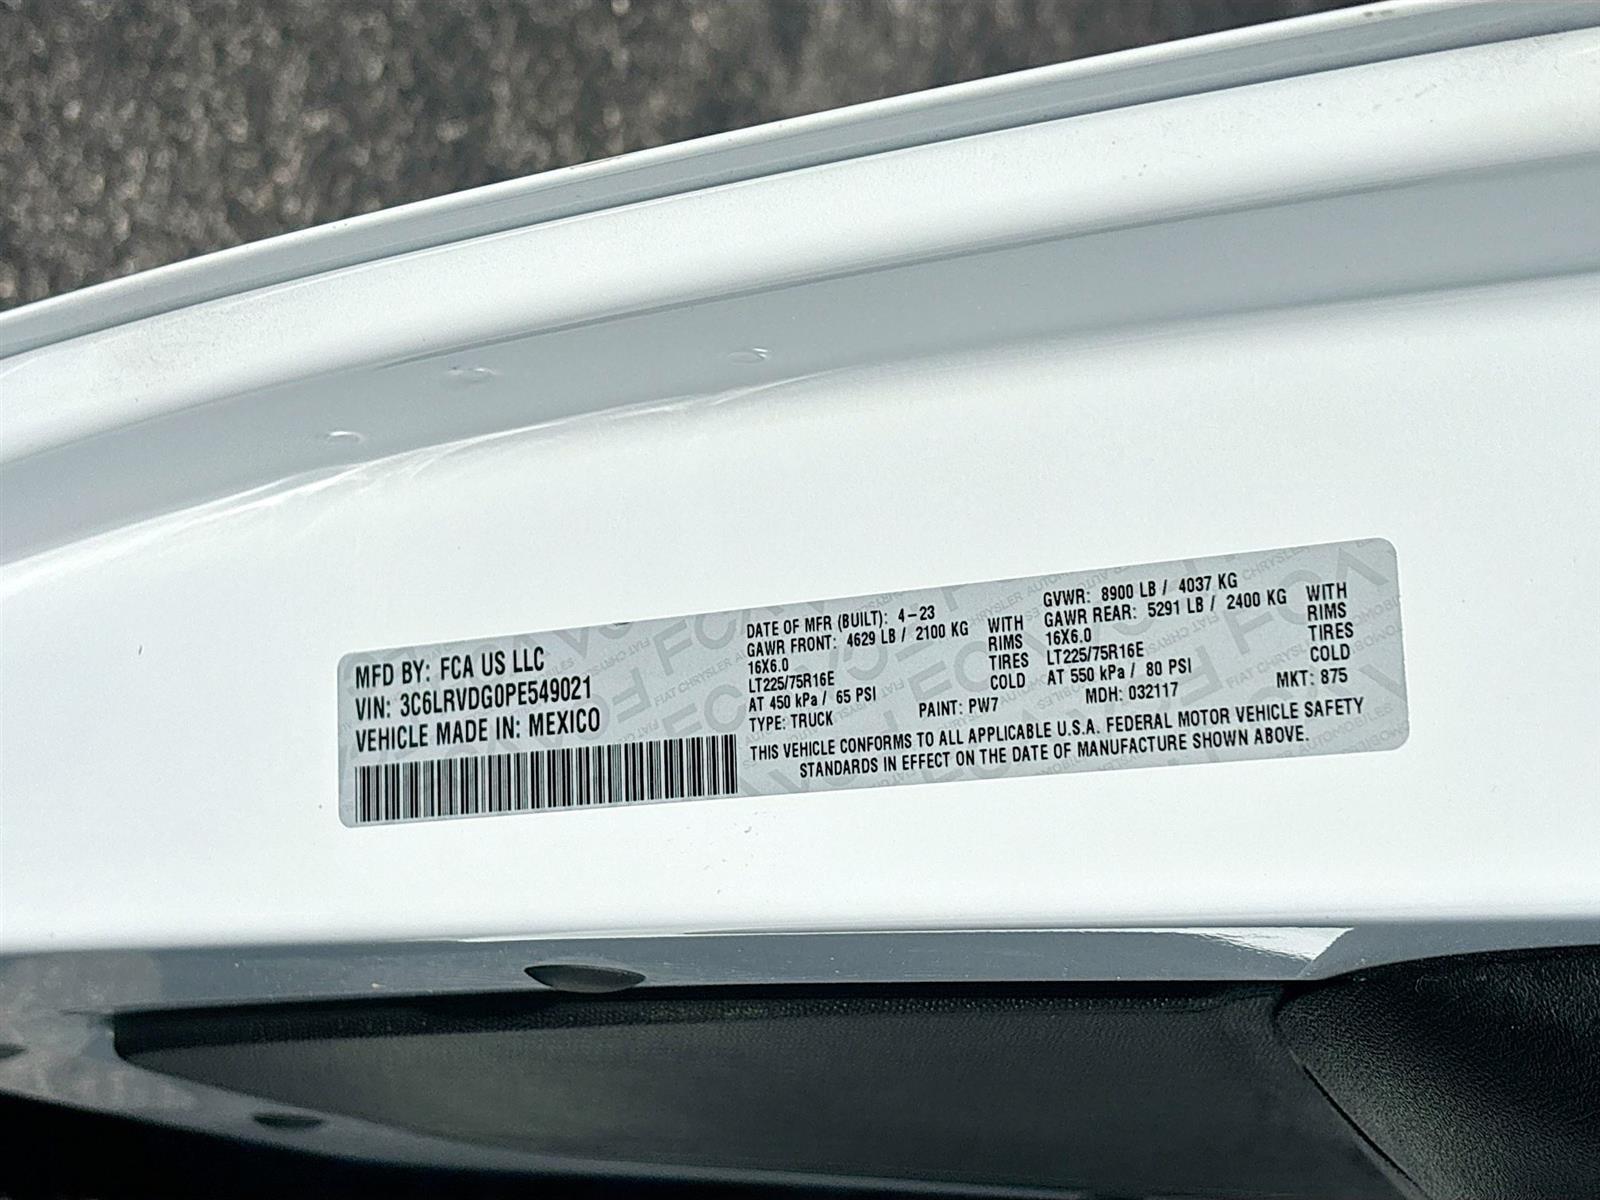 MFD BY: FCA US LLC
VIN: 3C6LRVDG0PE549021
VEHICLE MADE IN: MEXICO
DATE OF MFR (BUILT): 4-23
GAWR FRONT: 4629 LB / 2100 KG WITH
16X6.0 RIMS
LT225/75R16E TIRES
AT 450 kPa / 65 PSI COLD
TYPE: TRUCK PAINT: PW7
GVWR: 8900 LB / 4037 KG
GAWR REAR: 5291 LB / 2400 KG WITH
16X6.0 RIMS
LT225/75R16E TIRES
AT 550 kPa / 80 PSI COLD
MDH: 032117 MKT: 875
THIS VEHICLE CONFORMS TO ALL APPLICABLE U.S.A. FEDERAL MOTOR VEHICLE SAFETY
STANDARDS IN EFFECT ON THE DATE OF MANUFACTURE SHOWN ABOVE.